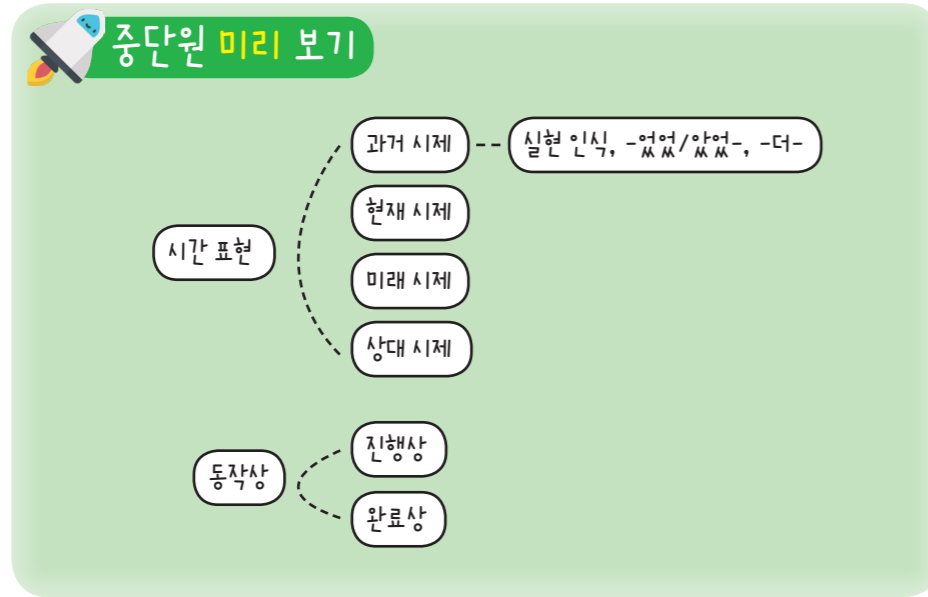 중단원 미리 보기
과거 시제
실현 인식, -었었/았었-, -더-
현재 시제
시간 표현
미래 시제
상대 시제
진행상
동작상
완료상